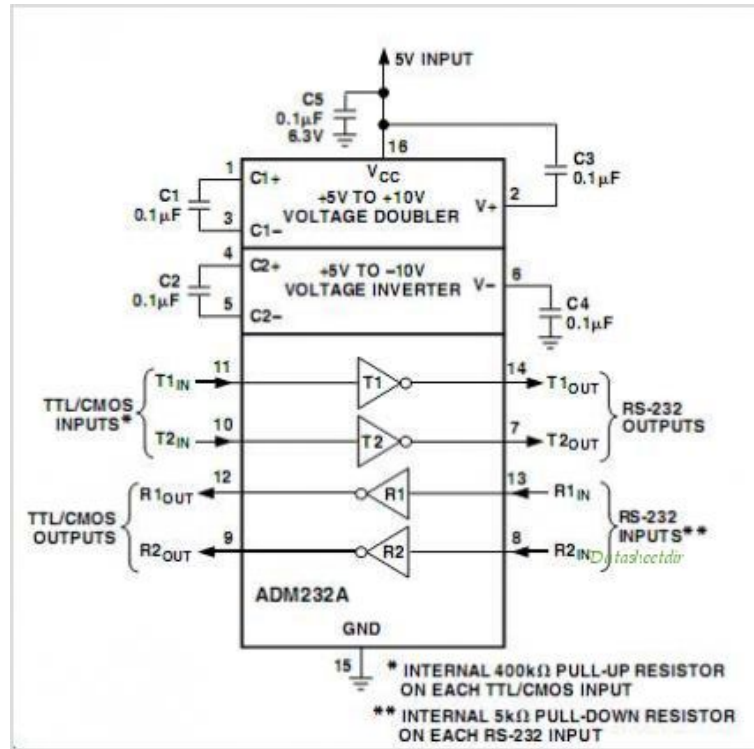 5V INPUT
C5
0.1µF
6.3V
16
C3
0.1µF
1
C1+
VCC
+5V TO +10V
VOLTAGE DOUBLER
V+
2
C1
0.1µF
3
C1−
4
C2+
+5V TO −10V
VOLTAGE INVERTER
V−
6
C2
0.1µF
5
C2−
C4
0.1µF
TTL/CMOS
INPUTS*
T1IN
11
T1
14
T1OUT
T2IN
10
T2
7
T2OUT
RS-232
OUTPUTS
TTL/CMOS
OUTPUTS
R1OUT
12
R1
13
R1IN
R2OUT
9
R2
8
R2IN
RS-232
INPUTS**
Datasheetdir
ADM232A
GND
15
* INTERNAL 400kΩ PULL-UP RESISTOR
ON EACH TTL/CMOS INPUT
** INTERNAL 5kΩ PULL-DOWN RESISTOR
ON EACH RS-232 INPUT